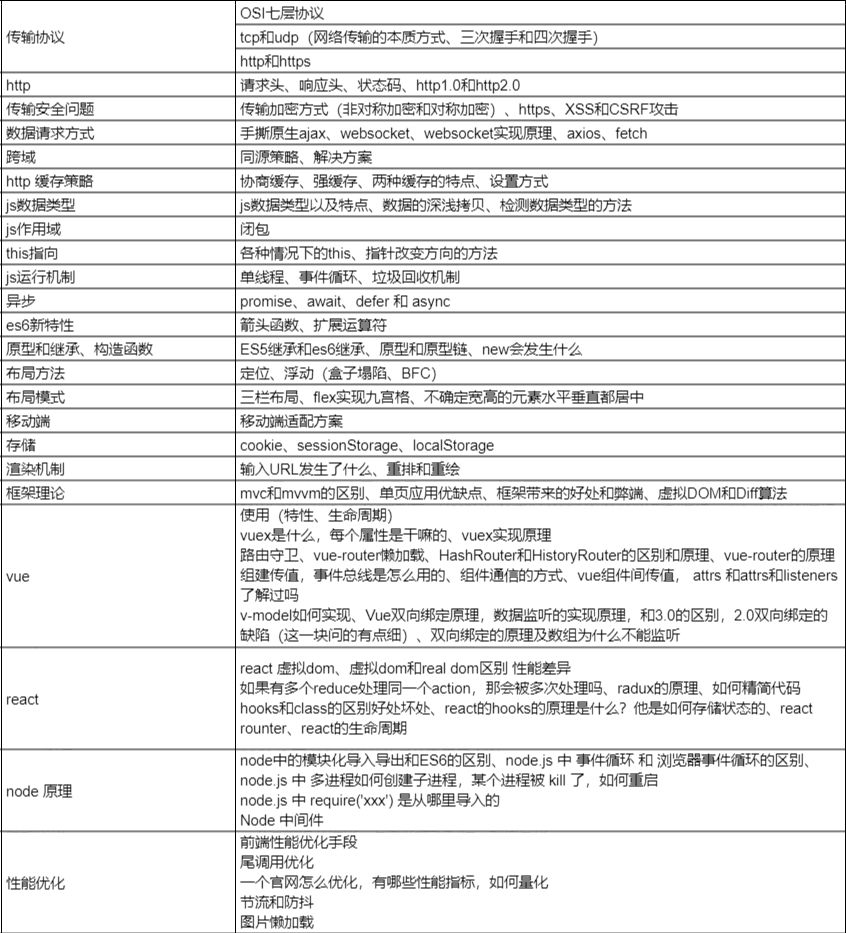 传输协议
OSI七层协议
tcp和udp（网络传输的本质方式、三次握手和四次握手）
http和https
http
请求头、响应头、状态码、http1.0和http2.0
传输安全问题
传输加密方式（非对称加密和对称加密）、https、XSS和CSRF攻击
数据请求方式
手撕原生ajax、websocket、websocket实现原理、axios、fetch
跨域
同源策略、解决方案
http 缓存策略
协商缓存、强缓存、两种缓存的特点、设置方式
js数据类型
js数据类型以及特点、数据的深浅拷贝、检测数据类型的方法
js作用域
闭包
this指向
各种情况下的this、指针改变方向的方法
js运行机制
单线程、事件循环、垃圾回收机制
异步
promise、await、defer 和 async
es6新特性
箭头函数、扩展运算符
原型和继承、构造函数
ES5继承和es6继承、原型和原型链、new会发生什么
布局方法
定位、浮动（盒子塌陷、BFC）
布局模式
三栏布局、flex实现九宫格、不确定宽高的元素水平垂直都居中
移动端
移动端适配方案
存储
cookie、sessionStorage、localStorage
渲染机制
输入URL发生了什么、重排和重绘
框架理论
mvc和mvvm的区别、单页应用优缺点、框架带来的好处和弊端、虚拟DOM和Diff算法
vue
使用（特性、生命周期）
vuex是什么，每个属性是干嘛的、vuex实现原理
路由守卫、vue-router懒加载、HashRouter和HistoryRouter的区别和原理、vue-router的原理
组建传值，事件总线是怎么用的、组件通信的方式、vue组件间传值， attrs 和attrs和listeners
了解过吗
v-model如何实现、Vue双向绑定原理，数据监听的实现原理，和3.0的区别，2.0双向绑定的
缺陷（这一块问的有点细）、双向绑定的原理及数组为什么不能监听
react
react 虚拟dom、虚拟dom和real dom区别 性能差异
如果有多个reduce处理同一个action，那会被多次处理吗、radux的原理、如何精简代码
hooks和class的区别好处坏处、react的hooks的原理是什么？他是如何存储状态的、react
rounter、react的生命周期
node 原理
node中的模块化导入导出和ES6的区别、node.js 中 事件循环 和 浏览器事件循环的区别、
node.js 中 多进程如何创建子进程，某个进程被 kill 了，如何重启
node.js 中 require('xxx') 是从哪里导入的
Node 中间件
性能优化
前端性能优化手段
尾调用优化
一个官网怎么优化，有哪些性能指标，如何量化
节流和防抖
图片懒加载